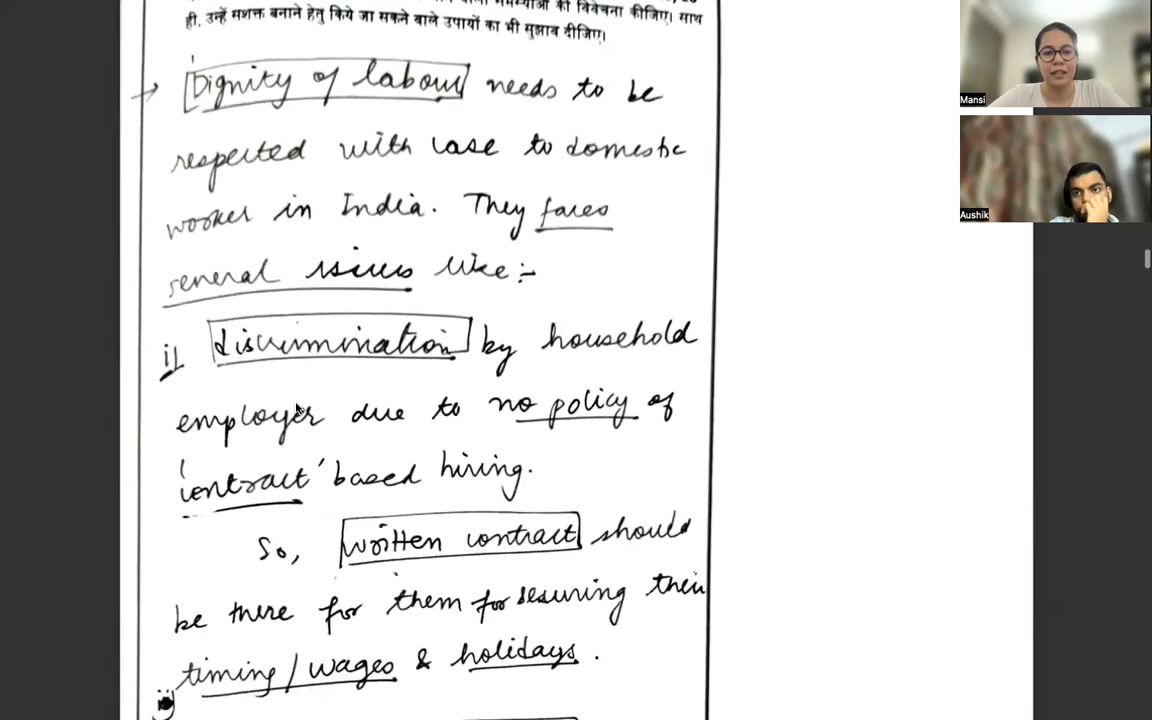 ही, उन्हें सशक्त बनाने हेतु किये जा सकने वाले उपायों का भी सुझाव दीजिए।
→ Dignity of labour needs to be
respected with case to domestic
worker in India. They faces
several issues like :-
i) discrimination by household
employer due to no policy of
'contract' based hiring.
So, written contract should
be there for them for securing their
timing / wages & holidays.
Mansi
Aushik